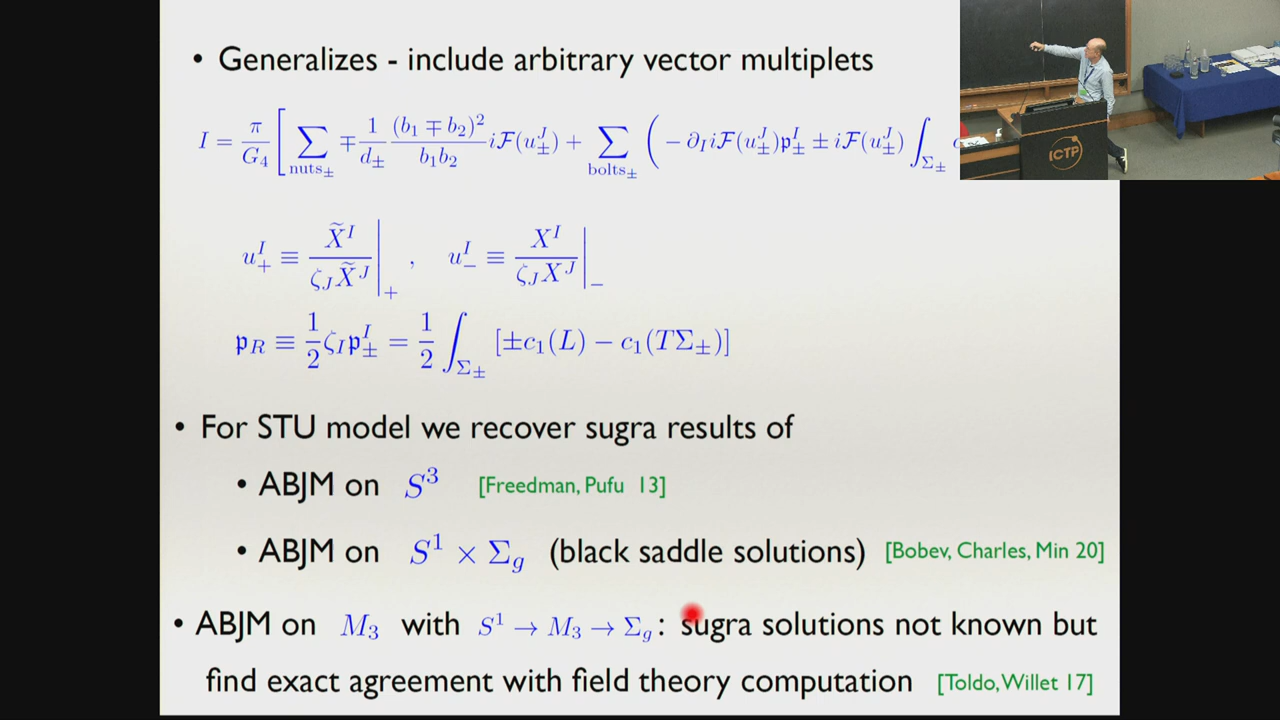 • Generalizes - include arbitrary vector multiplets
I = π/G₄ [ ∑_{nuts±} ∓ 1/d± (b₁ ∓ b₂)²/b₁b₂ iF(u^J_±) + ∑_{bolts±} ( − ∂_I iF(u^J_±)p^I_± ± iF(u^J_±) ∫_{Σ±}
u^I_+ ≡ X̃^I/ζ_J X̃^J |_+ , u^I_− ≡ X^I/ζ_J X^J |_−
p_R ≡ 1/2 ζ_I p^I_± = 1/2 ∫_{Σ±} [±c₁(L) − c₁(TΣ±)]
• For STU model we recover sugra results of
• ABJM on S³ [Freedman, Pufu 13]
• ABJM on S¹ × Σ_g (black saddle solutions) [Bobev, Charles, Min 20]
• ABJM on M₃ with S¹ → M₃ → Σ_g : sugra solutions not known but
find exact agreement with field theory computation [Toldo, Willet 17]
ICTP